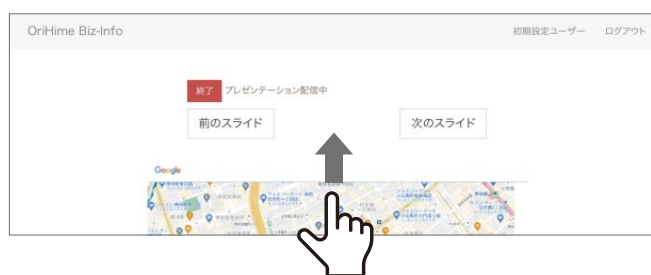 OriHime Biz-Info
初期設定ユーザー ログアウト
終了 プレゼンテーション配信中
前のスライド 次のスライド
Google